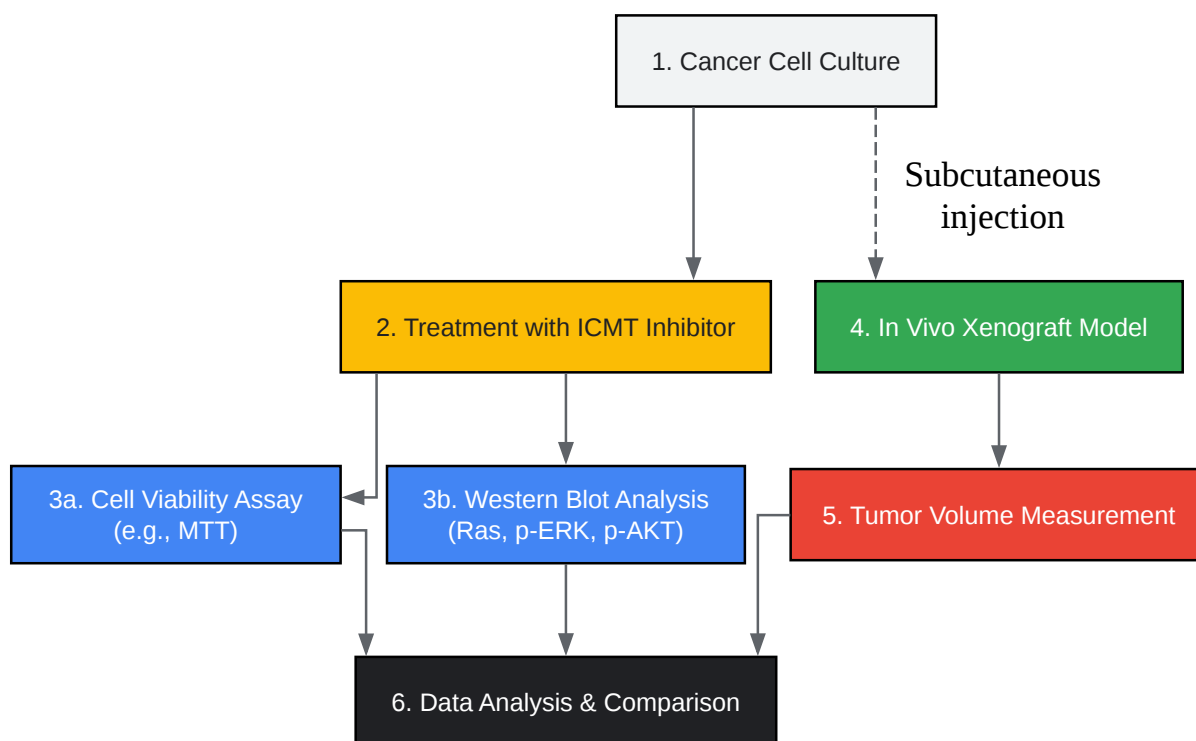 1. Cancer Cell Culture
Subcutaneous
injection
2. Treatment with ICMT Inhibitor
4. In Vivo Xenograft Model
3a. Cell Viability Assay
(e.g., MTT)
3b. Western Blot Analysis
(Ras, p-ERK, p-AKT)
5. Tumor Volume Measurement
6. Data Analysis & Comparison